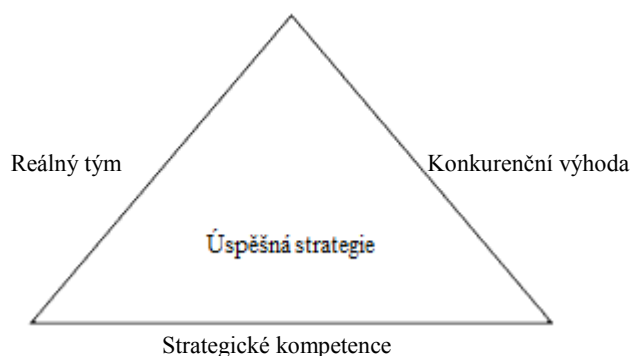 Reálný tým
Konkurenční výhoda
Úspěšná strategie
Strategické kompetence